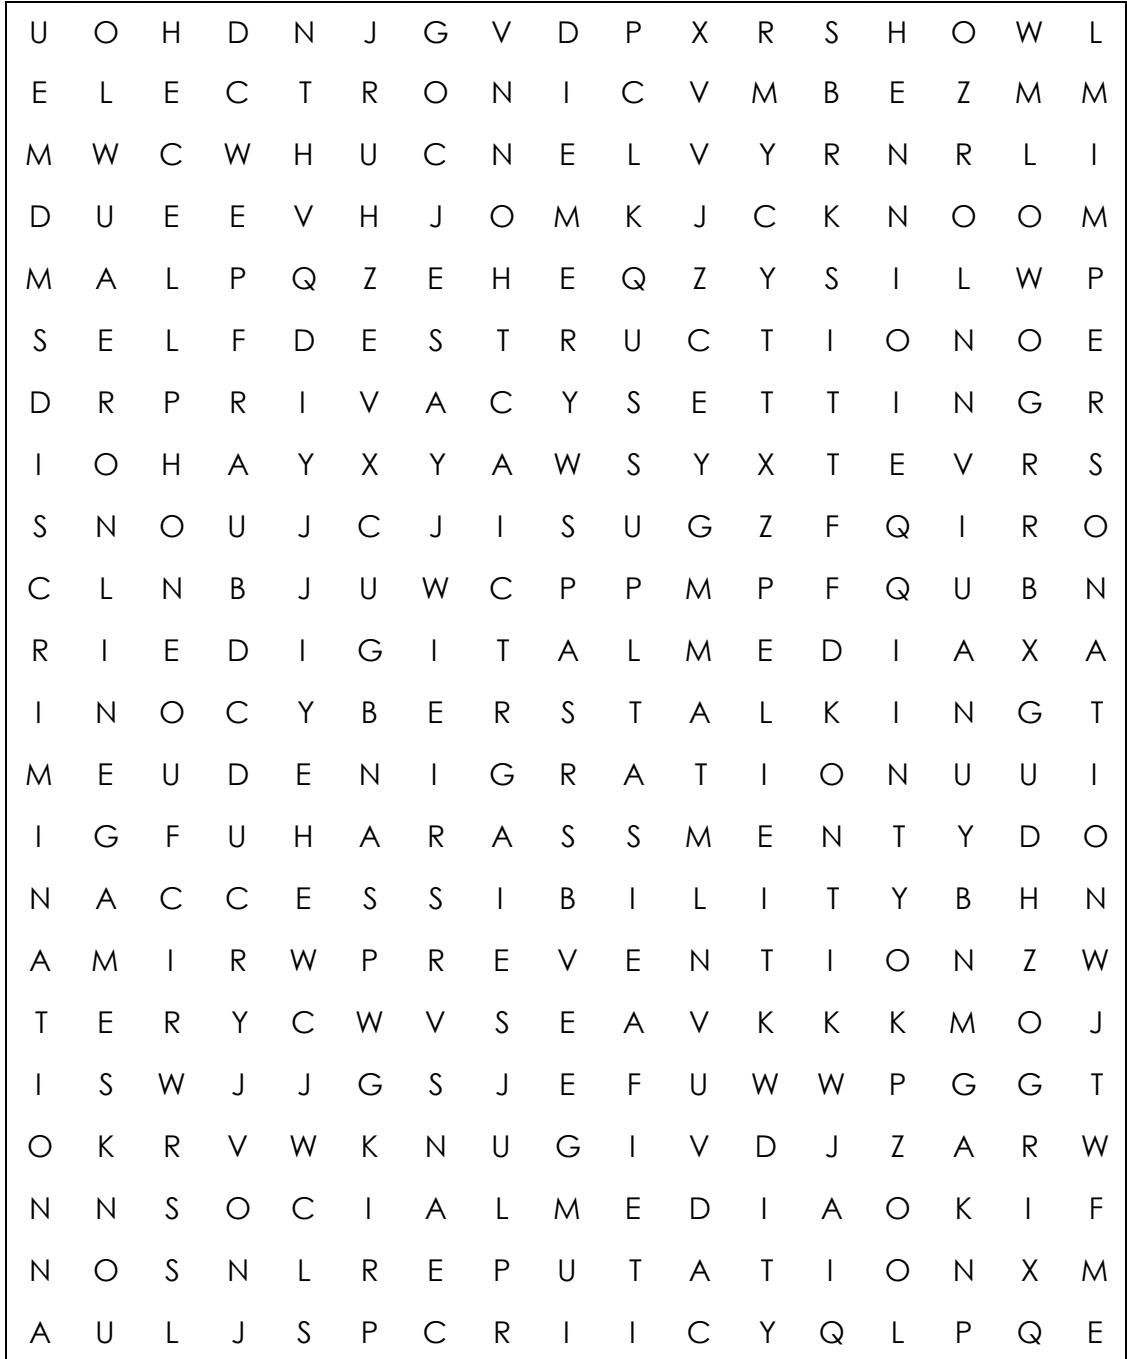 U O H D N J G V D P X R S H O W L
E L E C T R O N I C V M B E Z M M
M W C W H U C N E L V Y R N R L I
D U E E V H J O M K J C K N O O M
M A L P Q Z E H E Q Z Y S I L W P
S E L F D E S T R U C T I O N O E
D R P R I V A C Y S E T T I N G R
I O H A Y X Y A W S Y X T E V R S
S N O U J C J I S U G Z F Q I R O
C L N B J U W C P P M P F Q U B N
R I E D I G I T A L M E D I A X A
I N O C Y B E R S T A L K I N G T
M E U D E N I G R A T I O N U U I
I G F U H A R A S S M E N T Y D O
N A C C E S S I B I L I T Y B H N
A M I R W P R E V E N T I O N Z W
T E R Y C W V S E A V K K K M O J
I S W J J G S J E F U W W P G G T
O K R V W K N U G I V D J Z A R W
N N S O C I A L M E D I A O K I F
N O S N L R E P U T A T I O N X M
A U L J S P C R I I C Y Q L P Q E